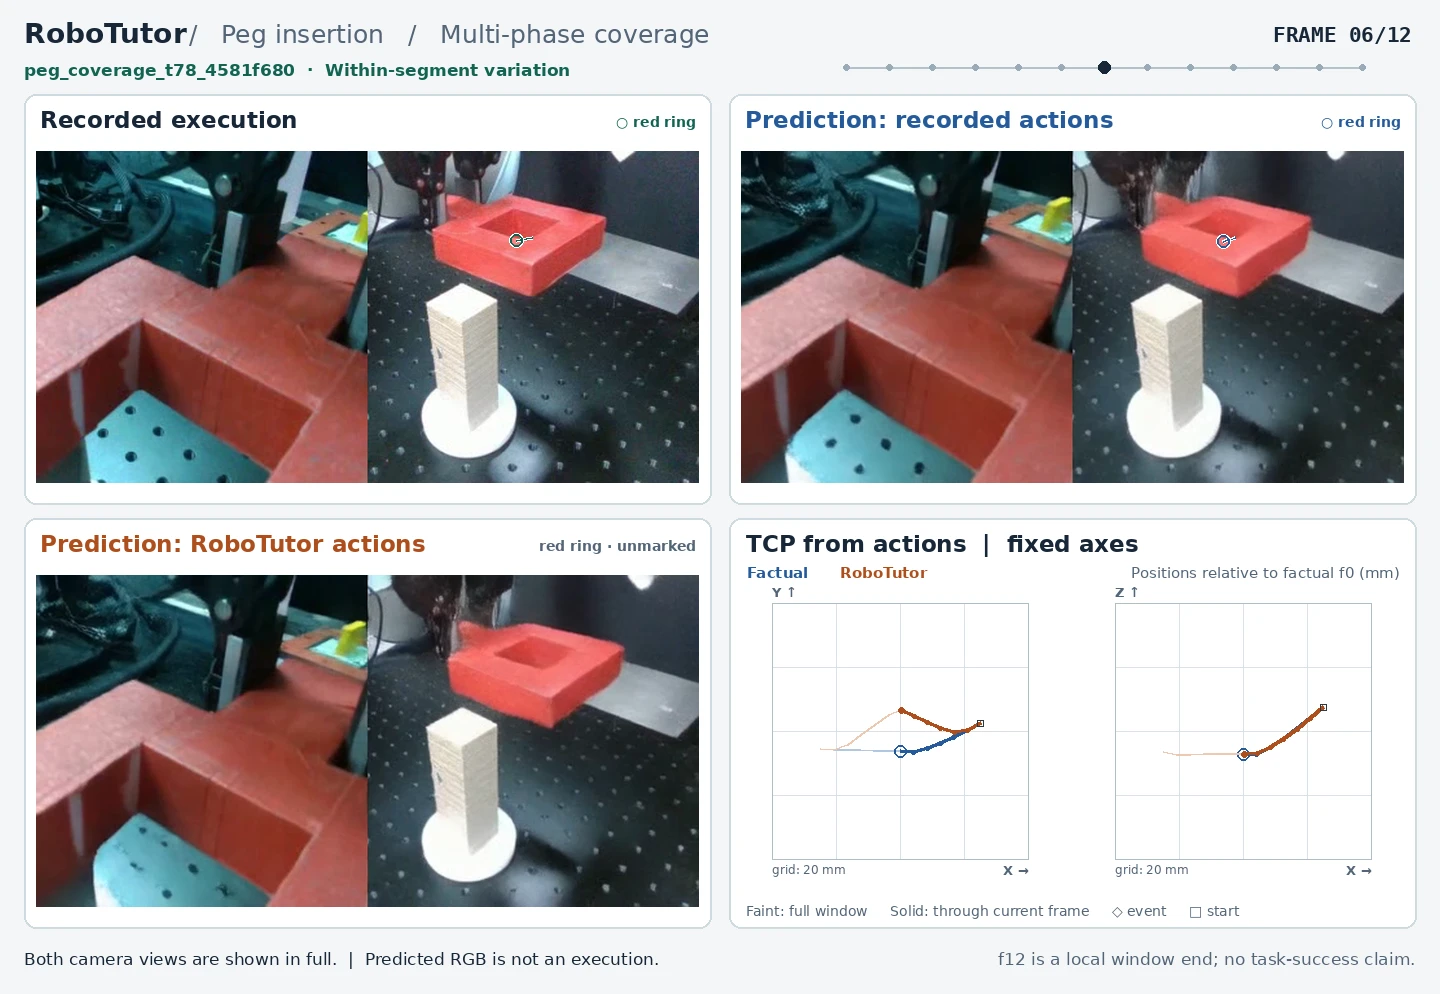 RoboTutor / Peg insertion / Multi-phase coverage
FRAME 06/12
peg_coverage_t78_4581f680 · Within-segment variation
Recorded execution
○ red ring
Prediction: recorded actions
○ red ring
Prediction: RoboTutor actions
red ring · unmarked
TCP from actions | fixed axes
Factual RoboTutor
Positions relative to factual f0 (mm)
Y ↑
Z ↑
grid: 20 mm
X →
grid: 20 mm
X →
Faint: full window Solid: through current frame ◇ event □ start
Both camera views are shown in full. | Predicted RGB is not an execution.
f12 is a local window end; no task-success claim.